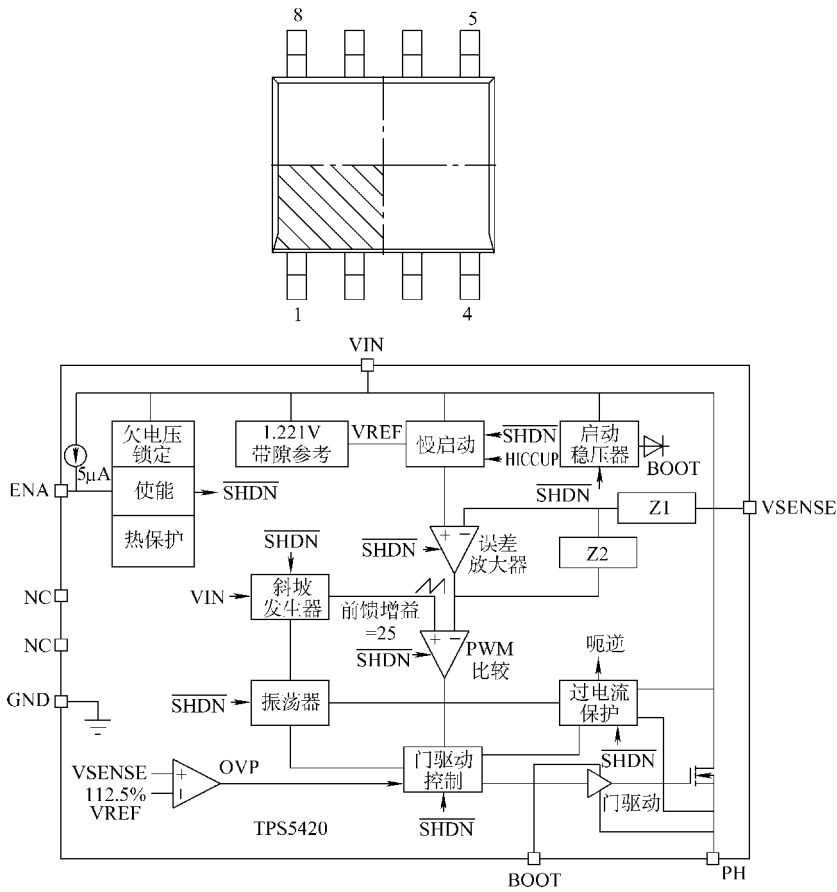 8
5
1
4
VIN
5μA
欠电压
锁定
使能
热保护
SHDN
ENA
1.221V
带隙参考
VREF
慢启动
SHDN
HICCUP
启动
稳压器
BOOT
SHDN
Z1
VSENSE
Z2
SHDN
误差
放大器
SHDN
NC
VIN
斜坡
发生器
前馈增益
=25
SHDN
PWM
比较
NC
呃逆
GND
SHDN
振荡器
过电流
保护
SHDN
VSENSE
112.5%
VREF
OVP
门驱动
控制
SHDN
门驱动
TPS5420
BOOT
PH